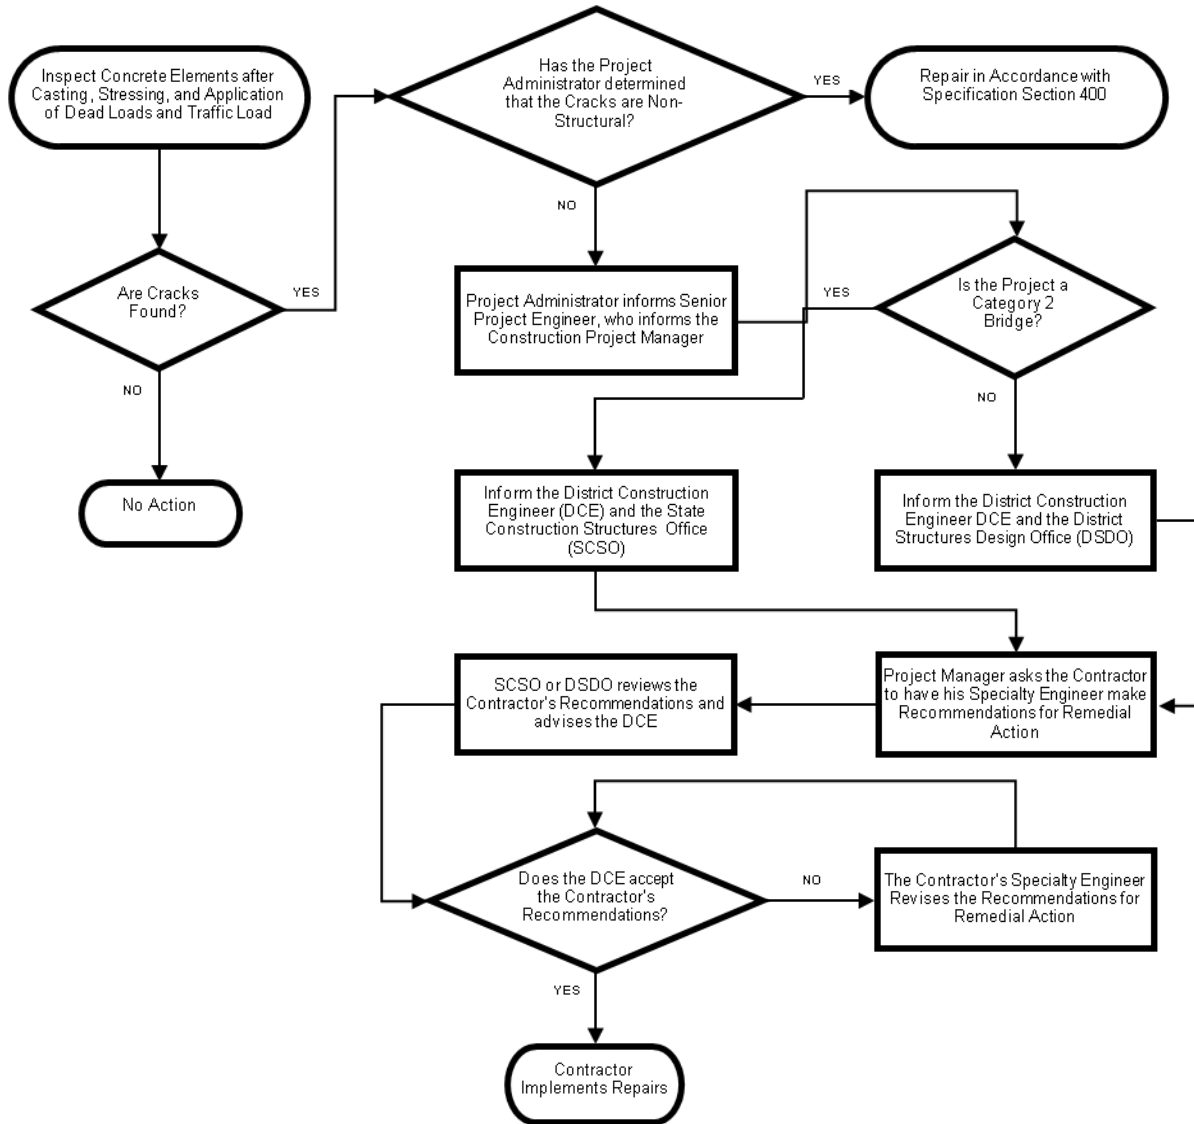 Inspect Concrete Elements after
Casting, Stressing, and Application
of Dead Loads and Traffic Load
Has the Project
Administrator determined
that the Cracks are Non-
Structural?
YES
Repair in Accordance with
Specification Section 400
NO
Are Cracks
Found?
YES
NO
No Action
Project Administrator informs Senior
Project Engineer, who informs the
Construction Project Manager
YES
Is the Project a
Category 2
Bridge?
NO
Inform the District Construction
Engineer (DCE) and the State
Construction Structures Office
(SCSO)
Inform the District Construction
Engineer DCE and the District
Structures Design Office (DSDO)
SCSO or DSDO reviews the
Contractor's Recommendations and
advises the DCE
Project Manager asks the Contractor
to have his Specialty Engineer make
Recommendations for Remedial
Action
Does the DCE accept
the Contractor's
Recommendations?
NO
The Contractor's Specialty Engineer
Revises the Recommendations for
Remedial Action
YES
Contractor
Implements Repairs